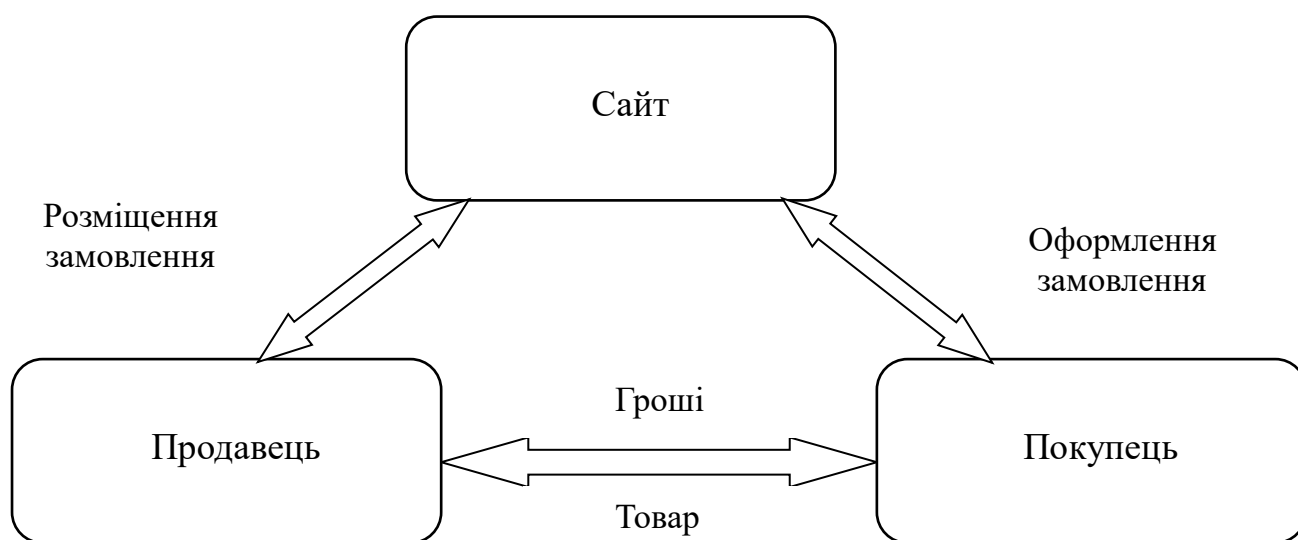 Сайт
Розміщення
замовлення
Оформлення
замовлення
Гроші
Продавець
Покупець
Товар